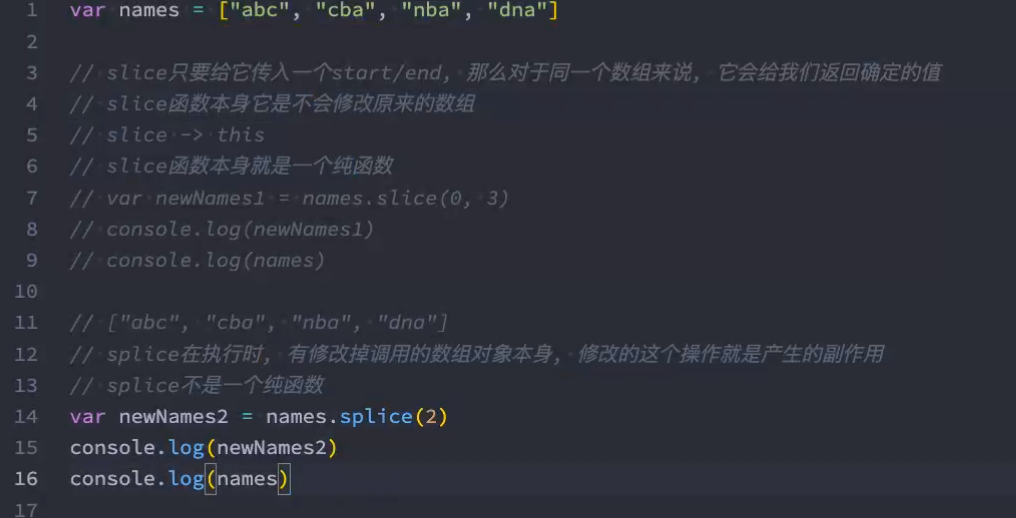 1 var names = ["abc", "cba", "nba", "dna"]
2
3 // slice只要给它传入一个start/end, 那么对于同一个数组来说, 它会给我们返回确定的值
4 // slice函数本身它是不会修改原来的数组
5 // slice -> this
6 // slice函数本身就是一个纯函数
7 // var newNames1 = names.slice(0, 3)
8 // console.log(newNames1)
9 // console.log(names)
10
11 // ["abc", "cba", "nba", "dna"]
12 // splice在执行时, 有修改掉调用的数组对象本身, 修改的这个操作就是产生的副作用
13 // splice不是一个纯函数
14 var newNames2 = names.splice(2)
15 console.log(newNames2)
16 console.log(names)
17